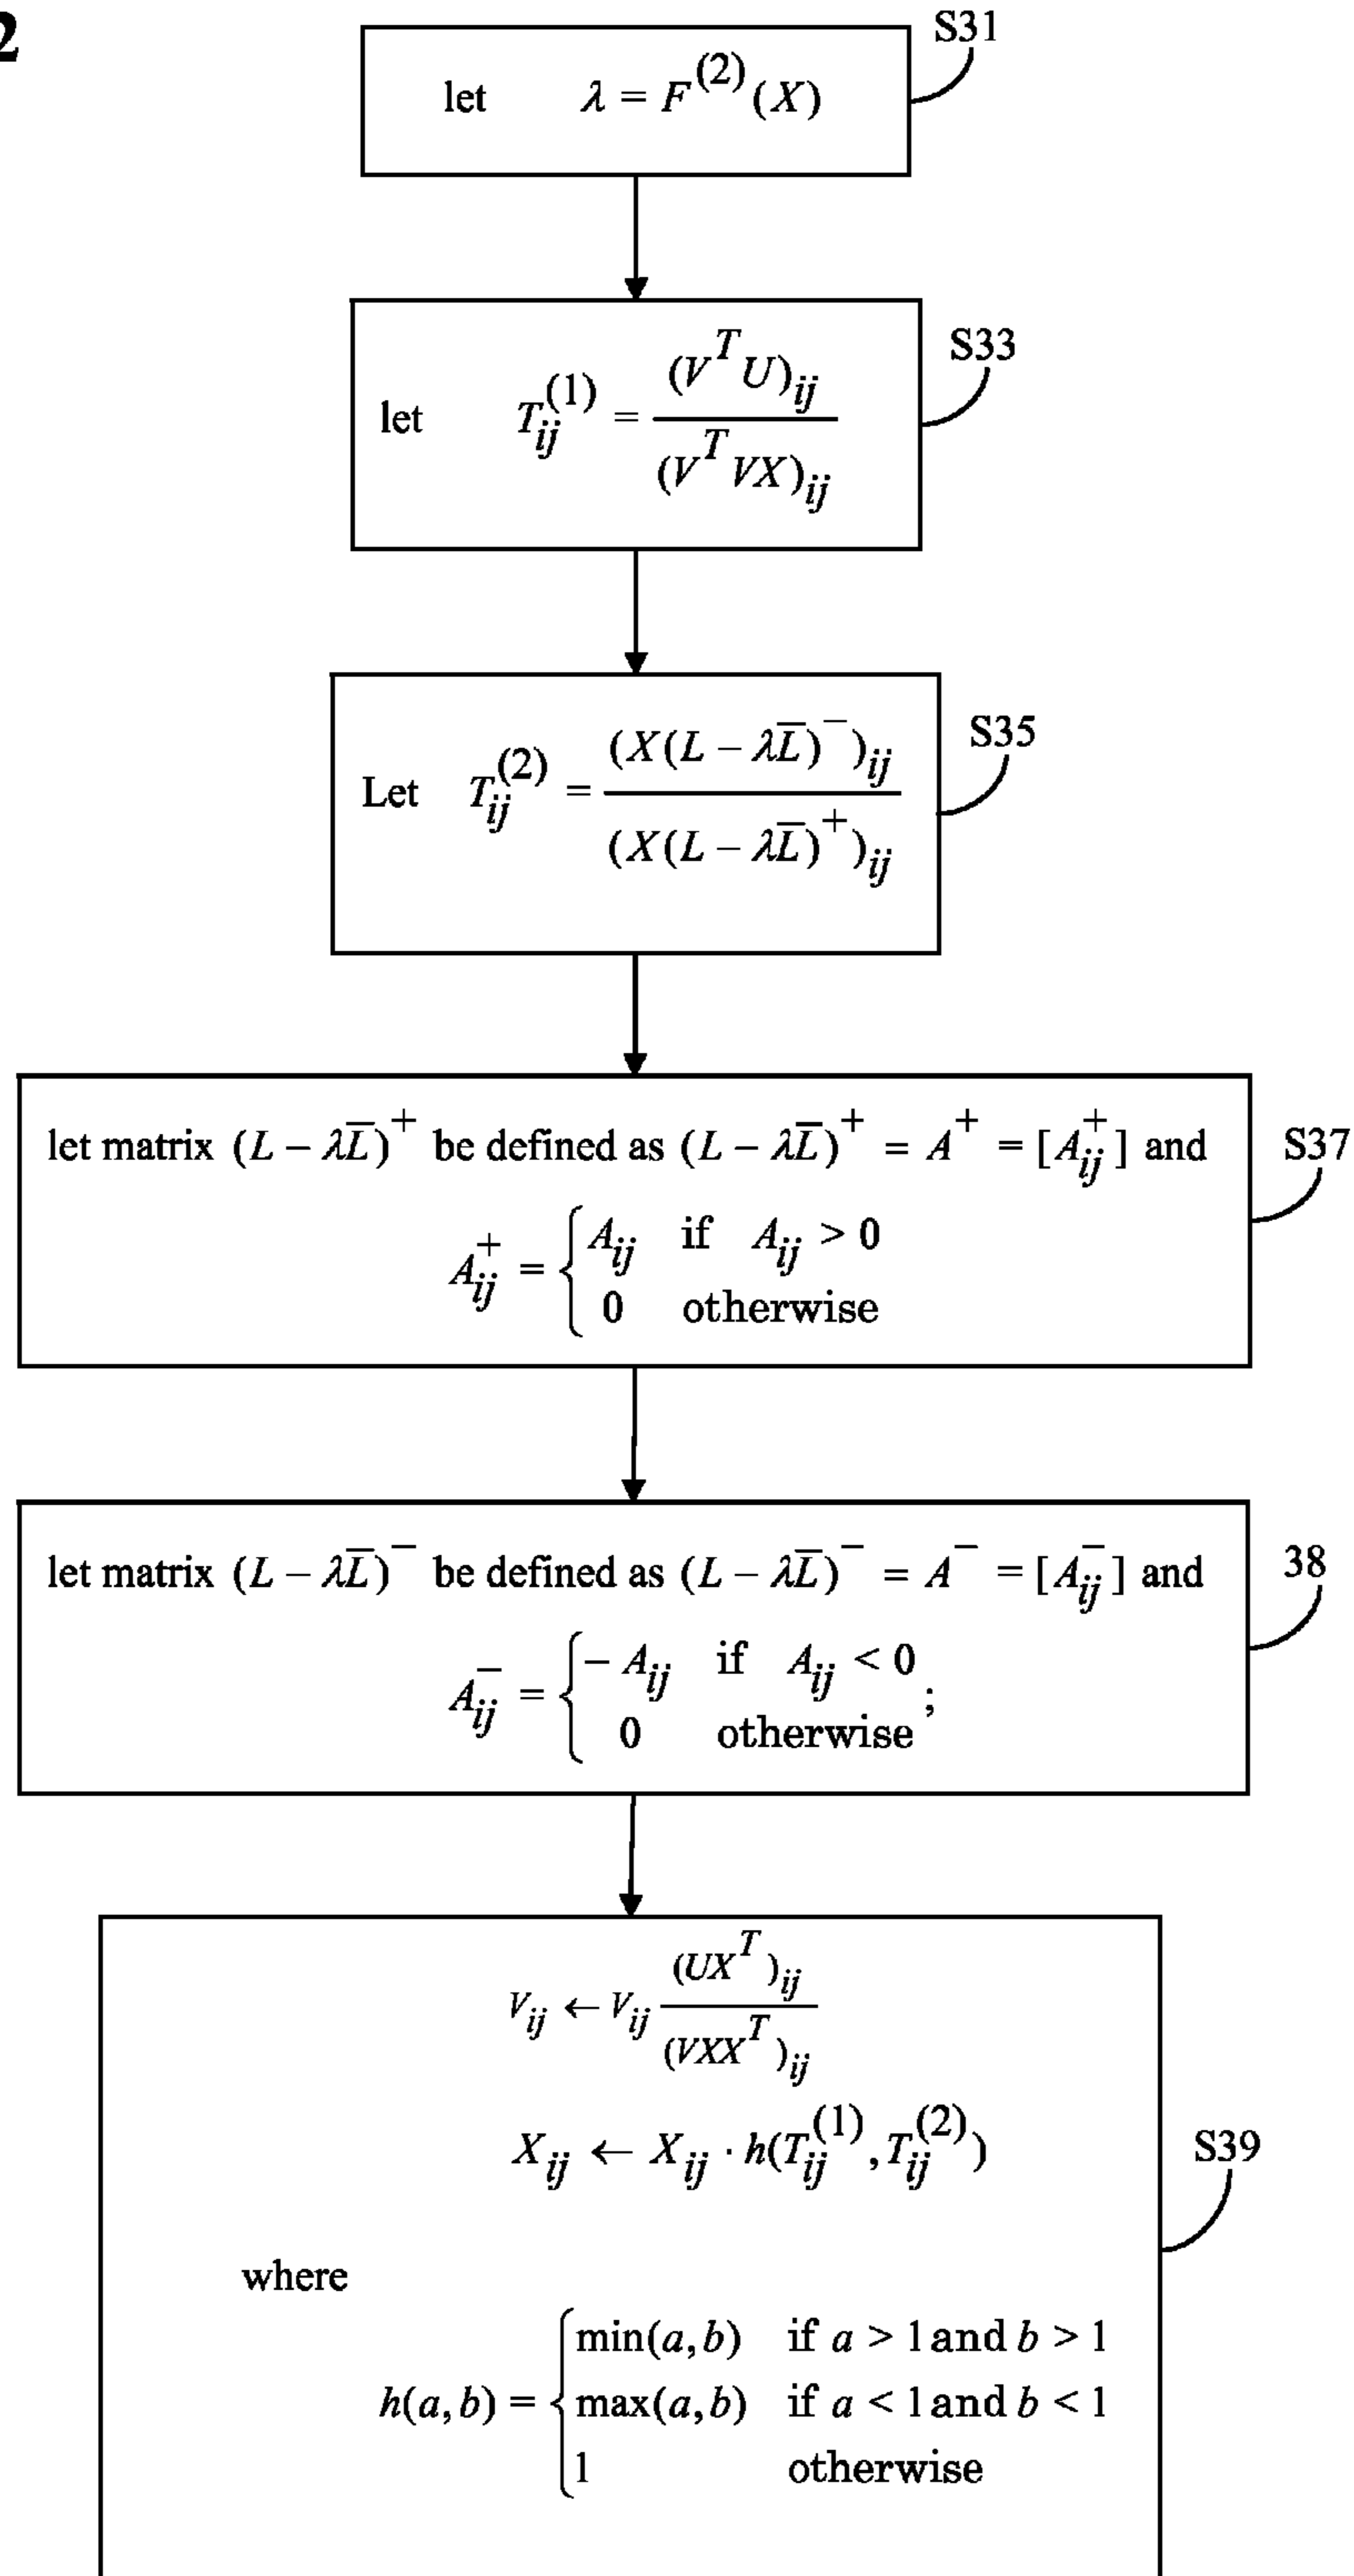 2
S31
let λ = F^(2) (X)
S33
let T_ij^(1) = (V^T U)_ij / (V^T VX)_ij
S35
Let T_ij^(2) = (X(L − λL̅)^−)_ij / (X(L − λL̅)^+)_ij
S37
let matrix (L − λL̅)^+ be defined as (L − λL̅)^+ = A^+ = [A_ij^+] and
A_ij^+ = { A_ij if A_ij > 0
0 otherwise
38
let matrix (L − λL̅)^− be defined as (L − λL̅)^− = A^− = [A_ij^−] and
A_ij^− = { − A_ij if A_ij < 0
0 otherwise ;
V_ij ← V_ij (UX^T)_ij / (VXX^T)_ij
X_ij ← X_ij · h(T_ij^(1), T_ij^(2))
S39
where
h(a, b) = { min(a, b) if a > 1 and b > 1
max(a, b) if a < 1 and b < 1
1 otherwise